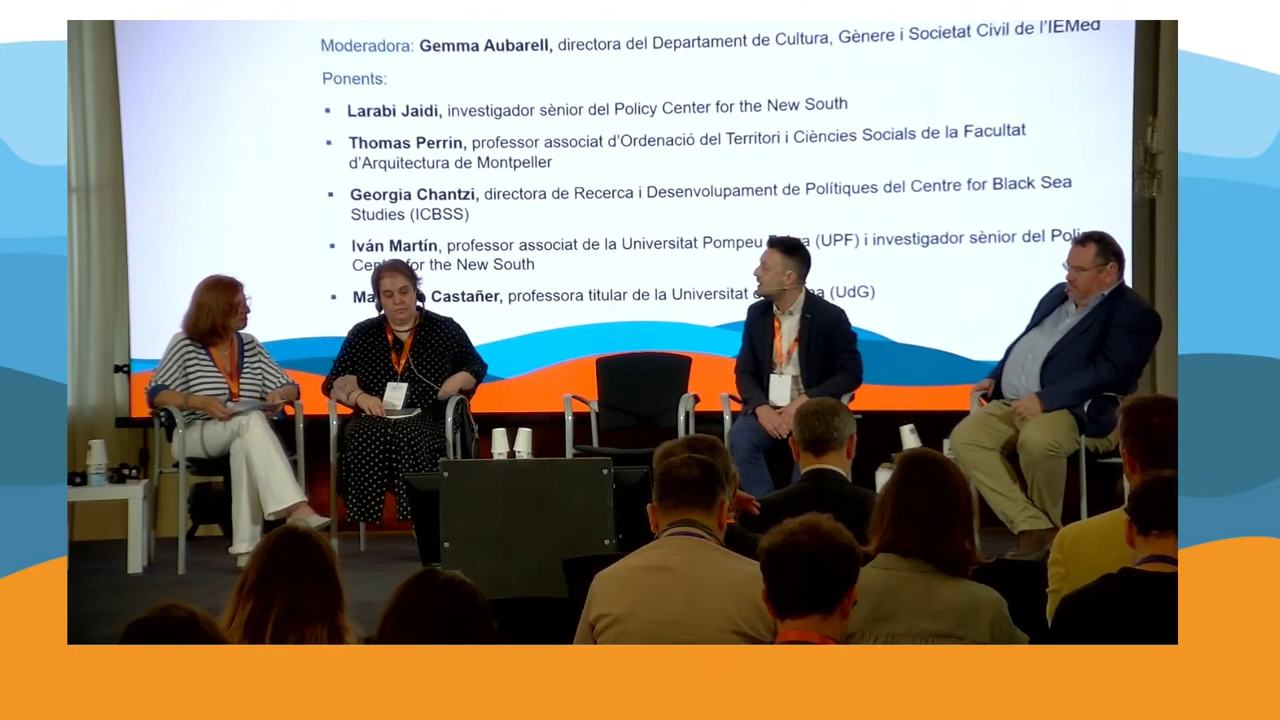 Moderadora: Gemma Aubarell, directora del Departament de Cultura, Gènere i Societat Civil de l'IEMed
Ponents:
▪ Larabi Jaidi, investigador sènior del Policy Center for the New South
▪ Thomas Perrin, professor associat d'Ordenació del Territori i Ciències Socials de la Facultat
d'Arquitectura de Montpeller
▪ Georgia Chantzi, directora de Recerca i Desenvolupament de Polítiques del Centre for Black Sea
Studies (ICBSS)
▪ Iván Martín, professor associat de la Universitat Pompeu (UPF) i investigador sènior del
for the New South
▪ Castañer, professora titular de la Universitat (UdG)